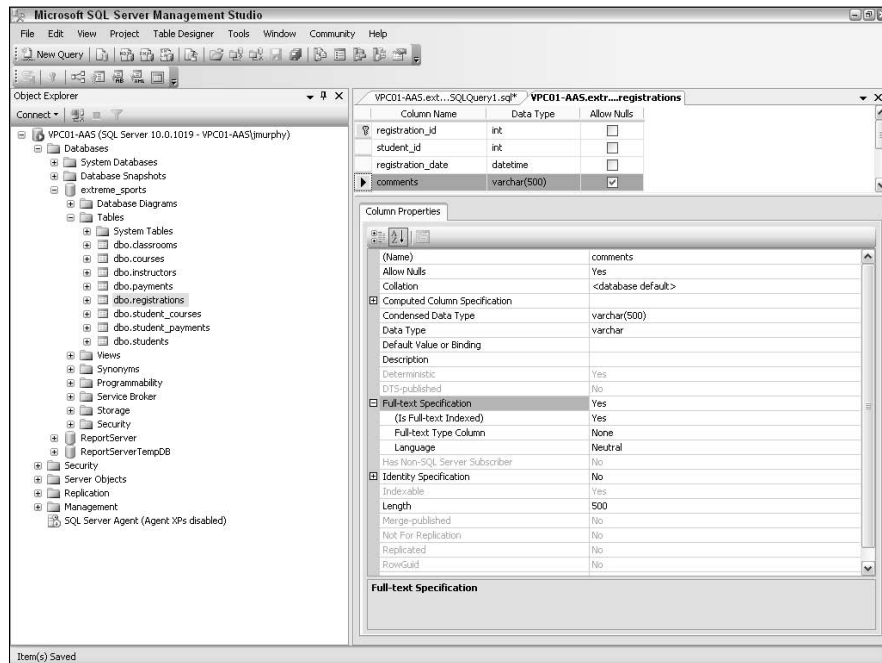 Microsoft SQL Server Management Studio
File Edit View Project Table Designer Tools Window Community Help
New Query
Object Explorer
Connect
VPC01-AAS (SQL Server 10.0.1019 - VPC01-AAS\jmurphy)
Databases
System Databases
Database Snapshots
extreme_sports
Database Diagrams
Tables
System Tables
dbo.classrooms
dbo.courses
dbo.instructors
dbo.payments
dbo.registrations
dbo.student_courses
dbo.student_payments
dbo.students
Views
Synonyms
Programmability
Service Broker
Storage
Security
ReportServer
ReportServerTempDB
Security
Server Objects
Replication
Management
SQL Server Agent (Agent XPs disabled)
VPC01-AAS.ext...SQLQuery1.sql* VPC01-AAS.extr....registrations
Column Name Data Type Allow Nulls
registration_id int
student_id int
registration_date datetime
comments varchar(500)
Column Properties
(Name) comments
Allow Nulls Yes
Collation <database default>
Computed Column Specification
Condensed Data Type varchar(500)
Data Type varchar
Default Value or Binding
Description
Deterministic Yes
DTS-published No
Full-text Specification Yes
(Is Full-text Indexed) Yes
Full-text Type Column None
Language Neutral
Has Non-SQL Server Subscriber No
Identity Specification No
Indexable Yes
Length 500
Merge-published No
Not For Replication No
Replicated No
RowGuid No
Full-text Specification
Item(s) Saved